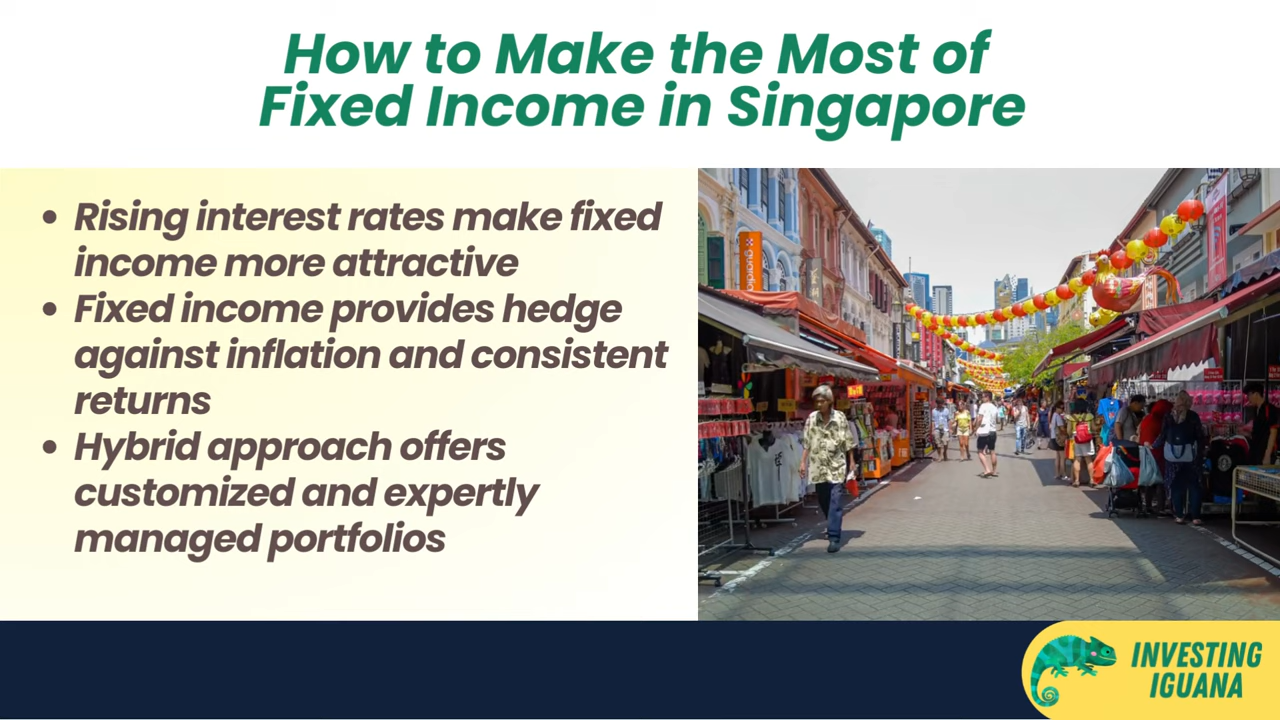 How to Make the Most of
Fixed Income in Singapore
• Rising interest rates make fixed
income more attractive
• Fixed income provides hedge
against inflation and consistent
returns
• Hybrid approach offers
customized and expertly
managed portfolios
INVESTING
IGUANA